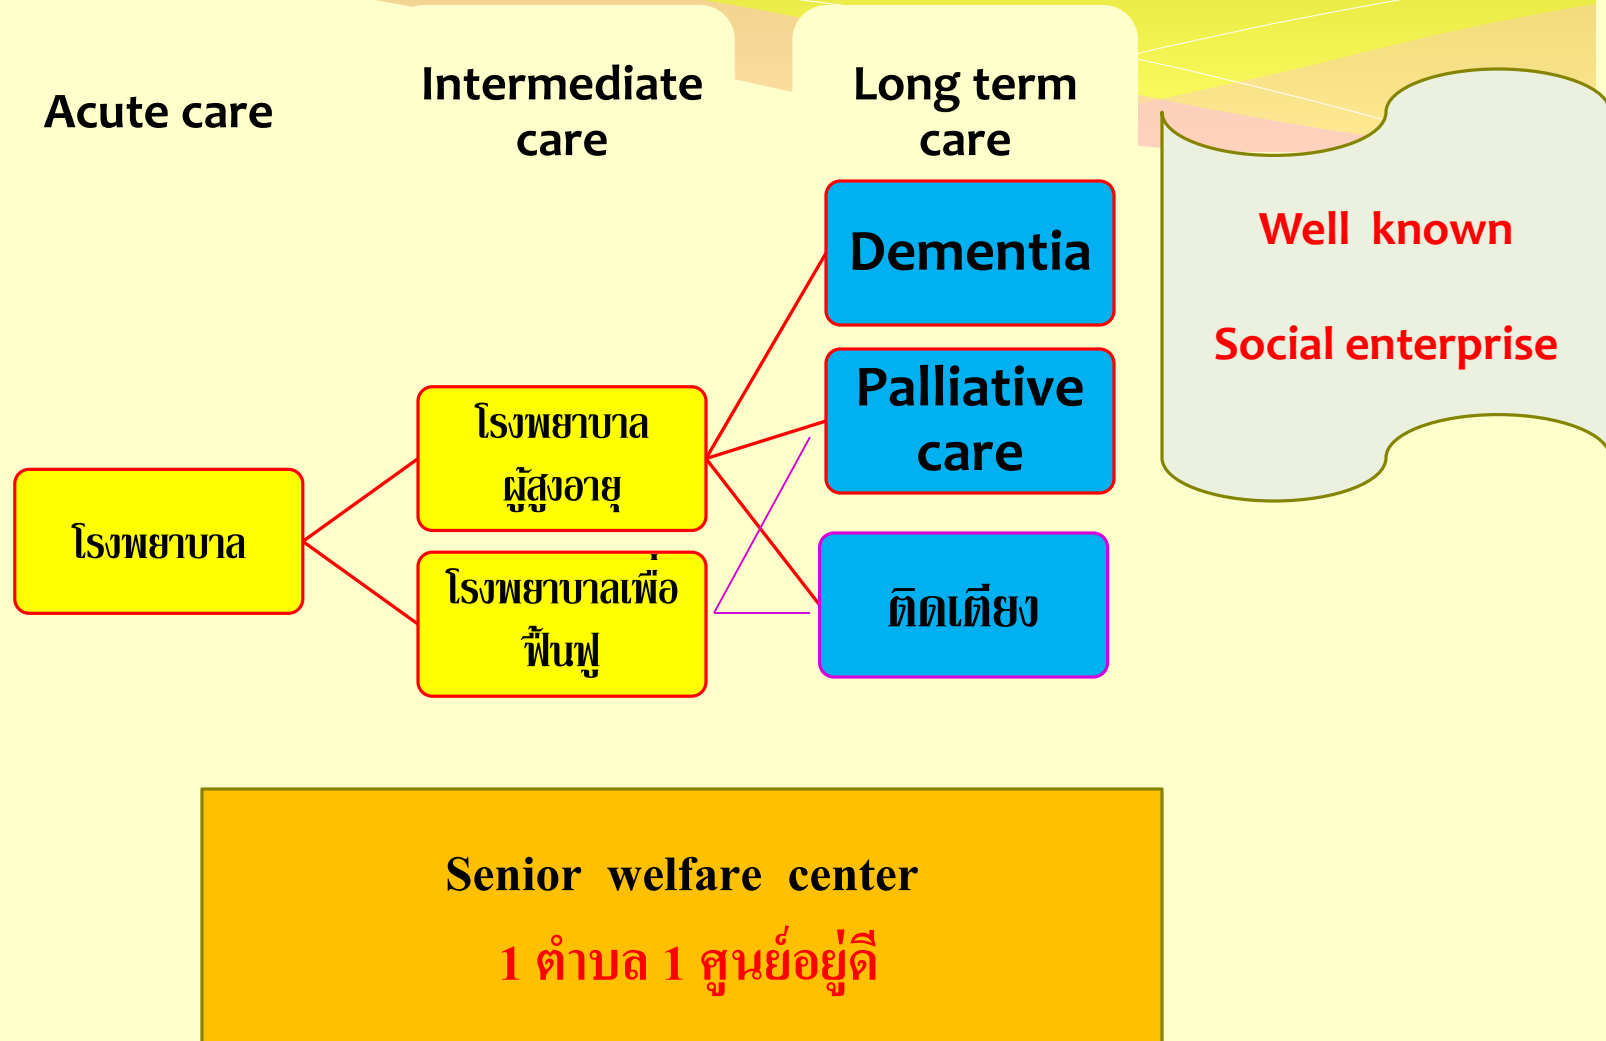 Acute care
Intermediate
care
Long term
care
Dementia
Palliative
care
ติดเตียง
โรงพยาบาล
ผู้สูงอายุ
โรงพยาบาลเพื่อ
ฟื้นฟู
โรงพยาบาล
Well known
Social enterprise
Senior welfare center
1 ตำบล 1 ศูนย์อยู่ดี